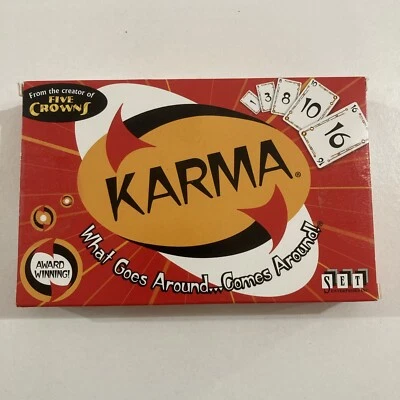 From the creator of
FIVE
CROWNS
1 3 8 10 16
KARMA®
What Goes Around...Comes Around!
AWARD
WINNING!
SET